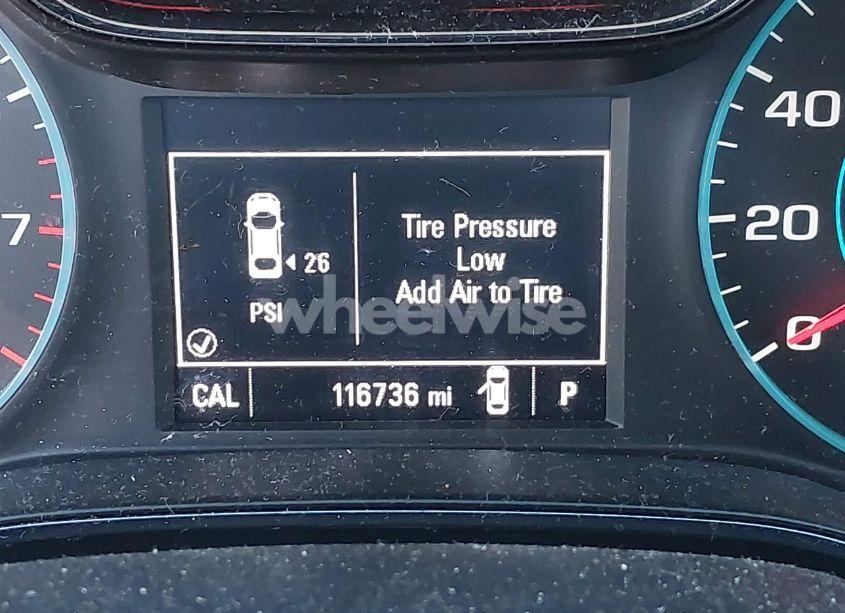 7
40
20
0
Tire Pressure
Low
Add Air to Tire
26
PSI
wheelwise
CAL
116736 mi
P